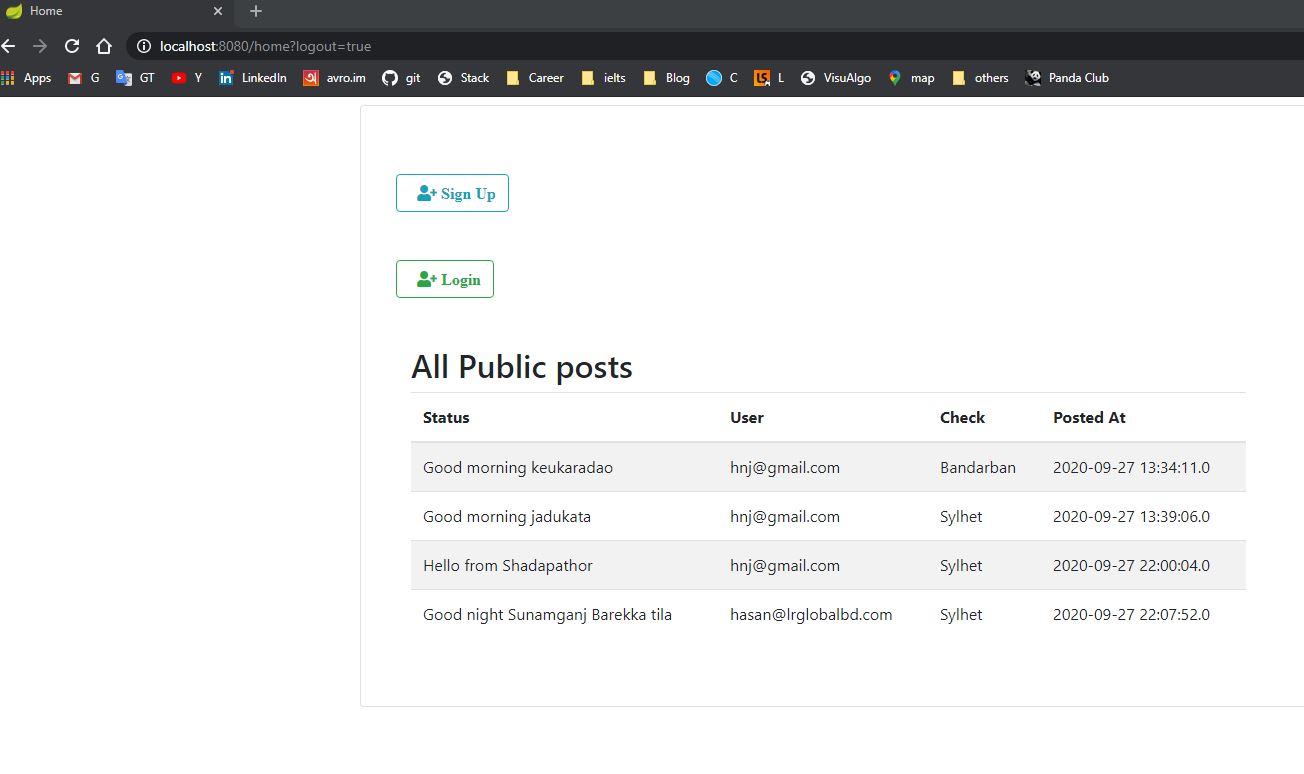 Home
localhost:8080/home?logout=true
Apps G GT Y LinkedIn avro.im git Stack Career ielts Blog C L VisuAlgo map others Panda Club
Sign Up
Login
All Public posts
Status User Check Posted At
Good morning keukaradao hnj@gmail.com Bandarban 2020-09-27 13:34:11.0
Good morning jadukata hnj@gmail.com Sylhet 2020-09-27 13:39:06.0
Hello from Shadapathor hnj@gmail.com Sylhet 2020-09-27 22:00:04.0
Good night Sunamganj Barekka tila hasan@lrglobalbd.com Sylhet 2020-09-27 22:07:52.0